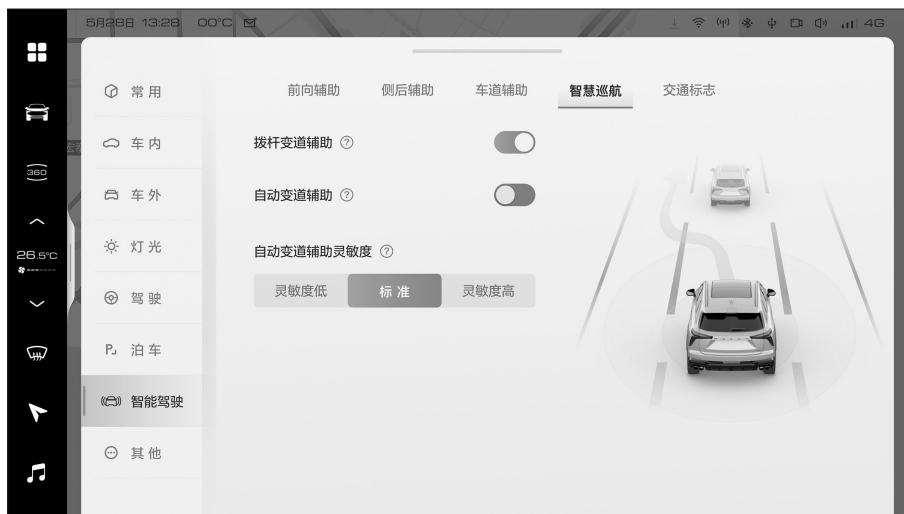 5月28日 13:28 00°C
4G
常用
车内
车外
灯光
驾驶
泊车
智能驾驶
其他
360
26.5°C
前向辅助 侧后辅助 车道辅助 智慧巡航 交通标志
拨杆变道辅助
自动变道辅助
自动变道辅助灵敏度
灵敏度低 标准 灵敏度高